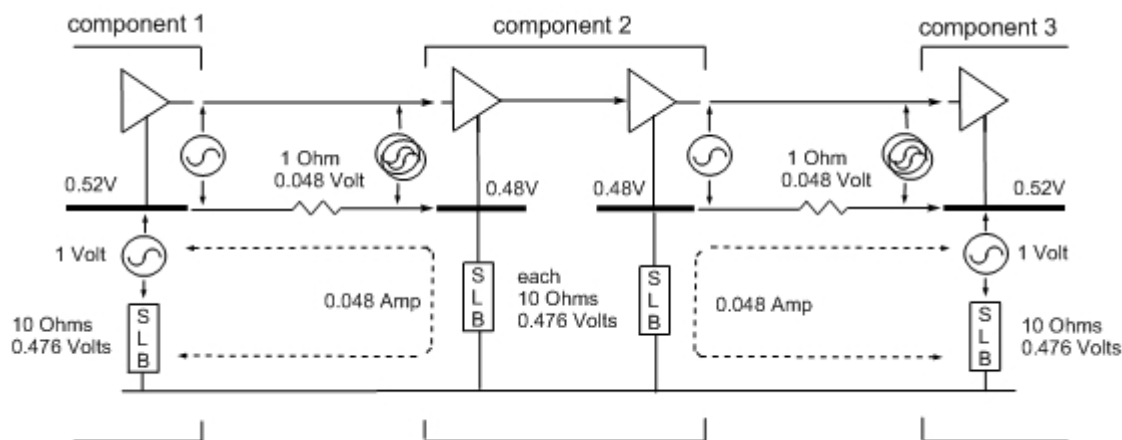 component 1
component 2
component 3
1 Ohm
0.048 Volt
1 Ohm
0.048 Volt
0.52V
0.48V
0.48V
0.52V
1 Volt
1 Volt
0.048 Amp
each
10 Ohms
0.476 Volts
0.048 Amp
10 Ohms
0.476 Volts
10 Ohms
0.476 Volts
S
L
B
S
L
B
S
L
B
S
L
B